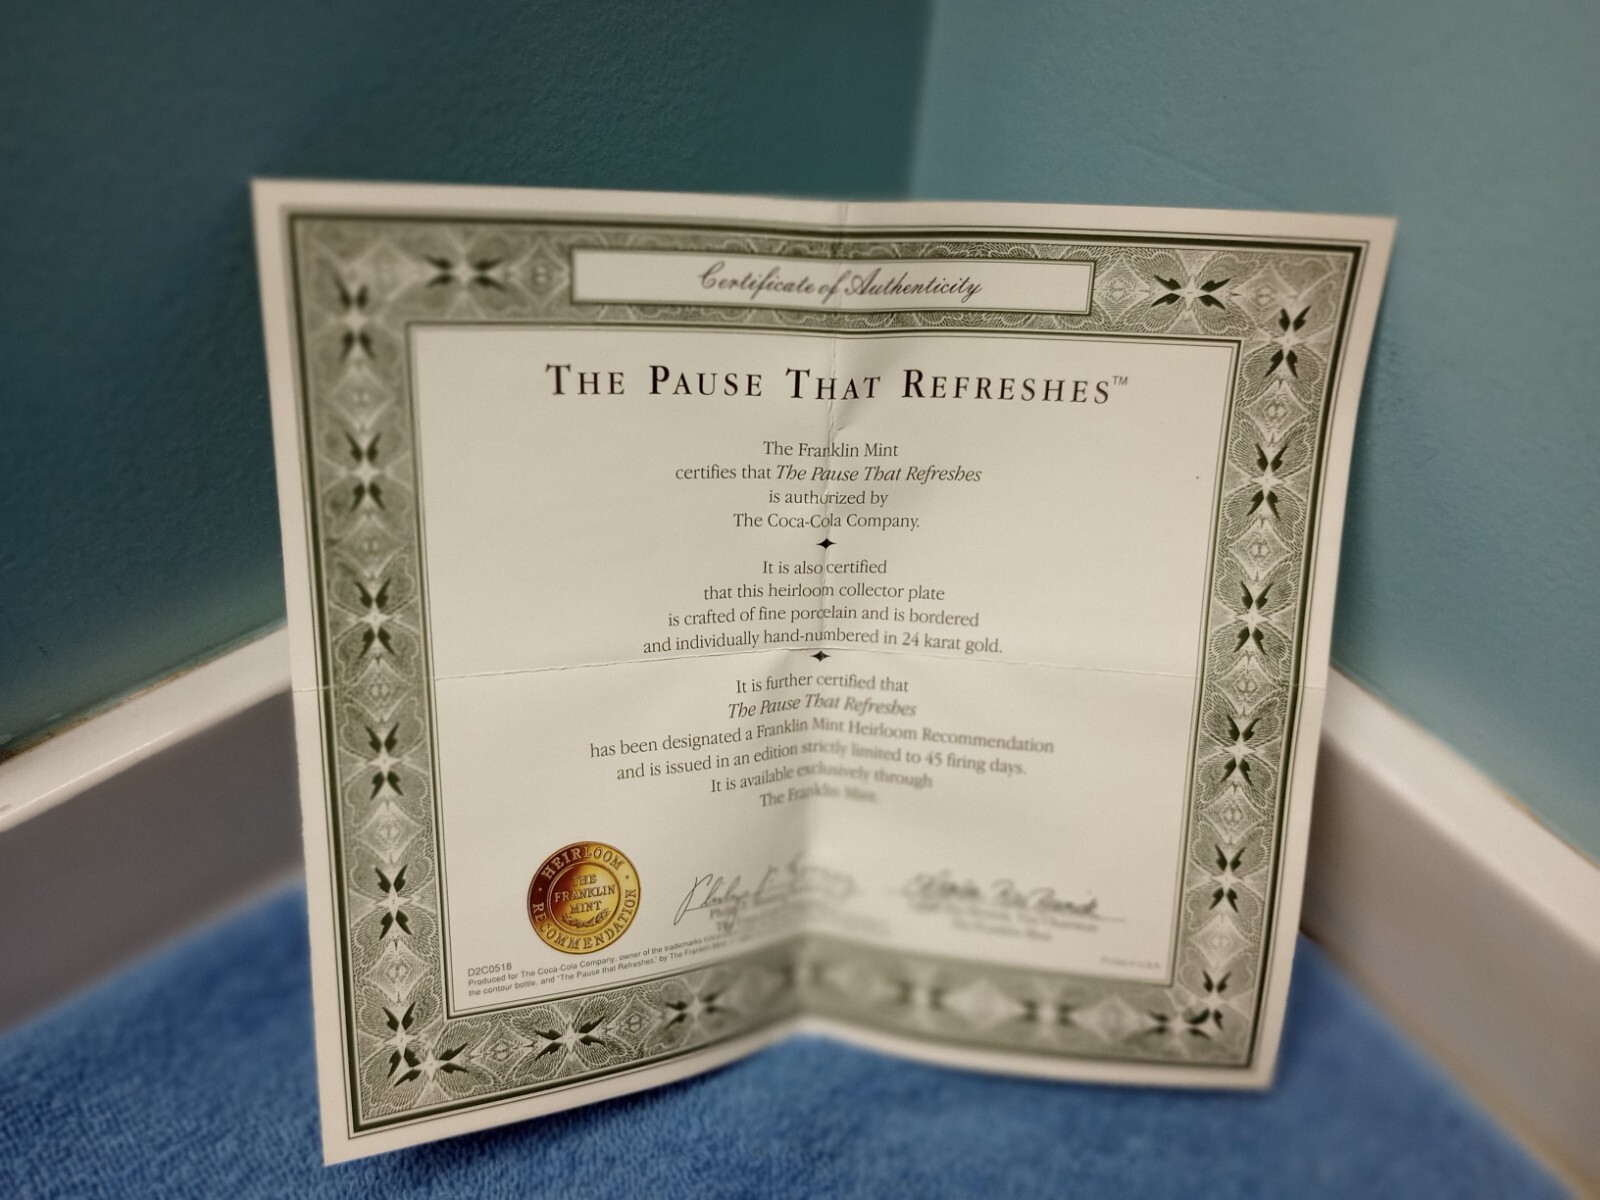 Certificate of Authenticity
THE PAUSE THAT REFRESHES™
The Franklin Mint
certifies that The Pause That Refreshes
is authorized by
The Coca-Cola Company.
It is also certified
that this heirloom collector plate
is crafted of fine porcelain and is bordered
and individually hand-numbered in 24 karat gold.
It is further certified that
The Pause That Refreshes
has been designated a Franklin Mint Heirloom Recommendation
and is issued in an edition strictly limited to 45 firing days.
It is available exclusively through
The Franklin Mint.
HEIRLOOM
THE
FRANKLIN
MINT
RECOMMENDATION
D2C0518
Produced for The Coca-Cola Company, owner of the trademarks
the contour bottle, and "The Pause that Refreshes," by The Franklin Mint